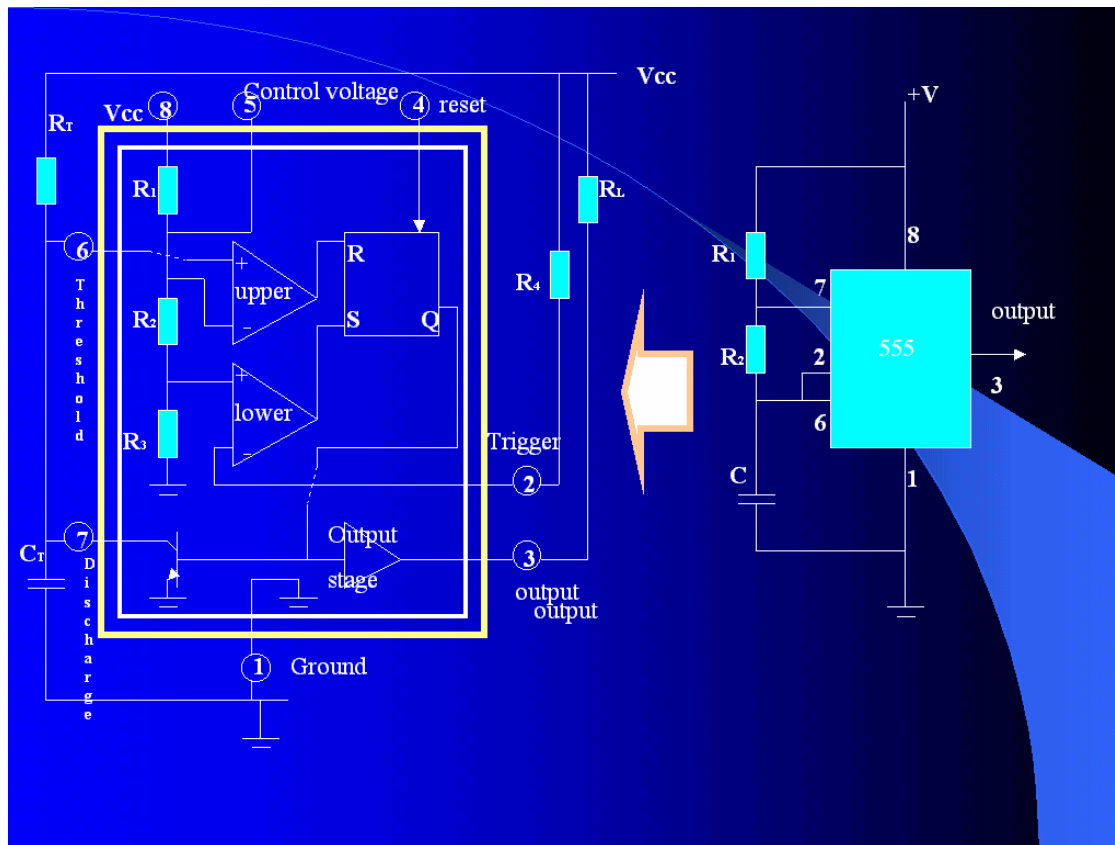 Vcc
Control voltage
Vcc 8 5 4 reset
+V
RT
R1
RL
6
+
R
8
upper
R1
R4
Threshold
R2
−
S Q
7
output
555
+
2
R2
lower
3
R3
−
6
Trigger
2
C
1
7
Output
CT
3
stage
Discharge
output
output
1 Ground